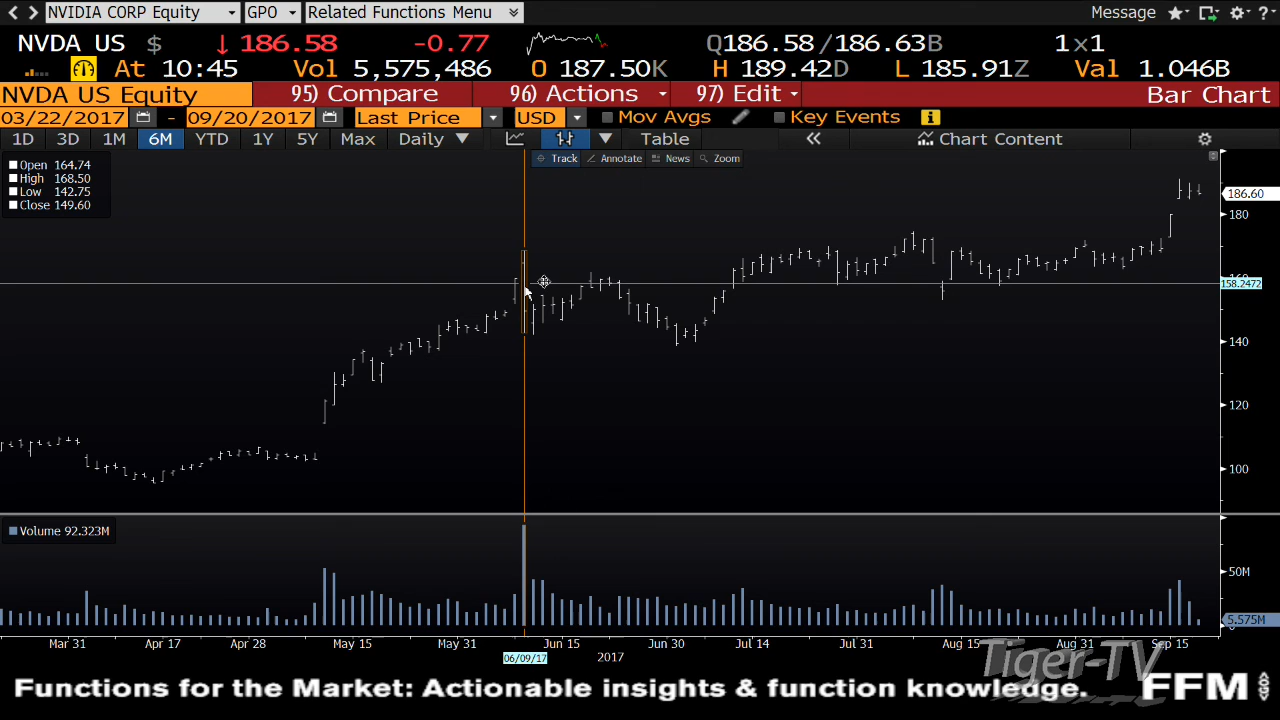 NVIDIA CORP Equity GPO Related Functions Menu Message ?
NVDA US $ ↓ 186.58 -0.77 Q186.58/186.63B 1x1
At 10:45 Vol 5,575,486 O 187.50K H 189.42D L 185.91Z Val 1.046B
NVDA US Equity 95) Compare 96) Actions 97) Edit Bar Chart
03/22/2017 - 09/20/2017 Last Price USD Mov Avgs Key Events i
1D 3D 1M 6M YTD 1Y 5Y Max Daily ▼ Table « Chart Content
Track Annotate News Zoom
Open 164.74
High 168.50
Low 142.75
Close 149.60
186.60
180
158.2472
140
120
100
Volume 92.323M
50M
5.575M
Mar 31 Apr 17 Apr 28 May 15 May 31 Jun 15 Jun 30 Jul 14 Jul 31 Aug 15 Aug 31 Sep 15
06/09/17 2017
Tiger-TV
Functions for the Market: Actionable insights & function knowledge. FFM